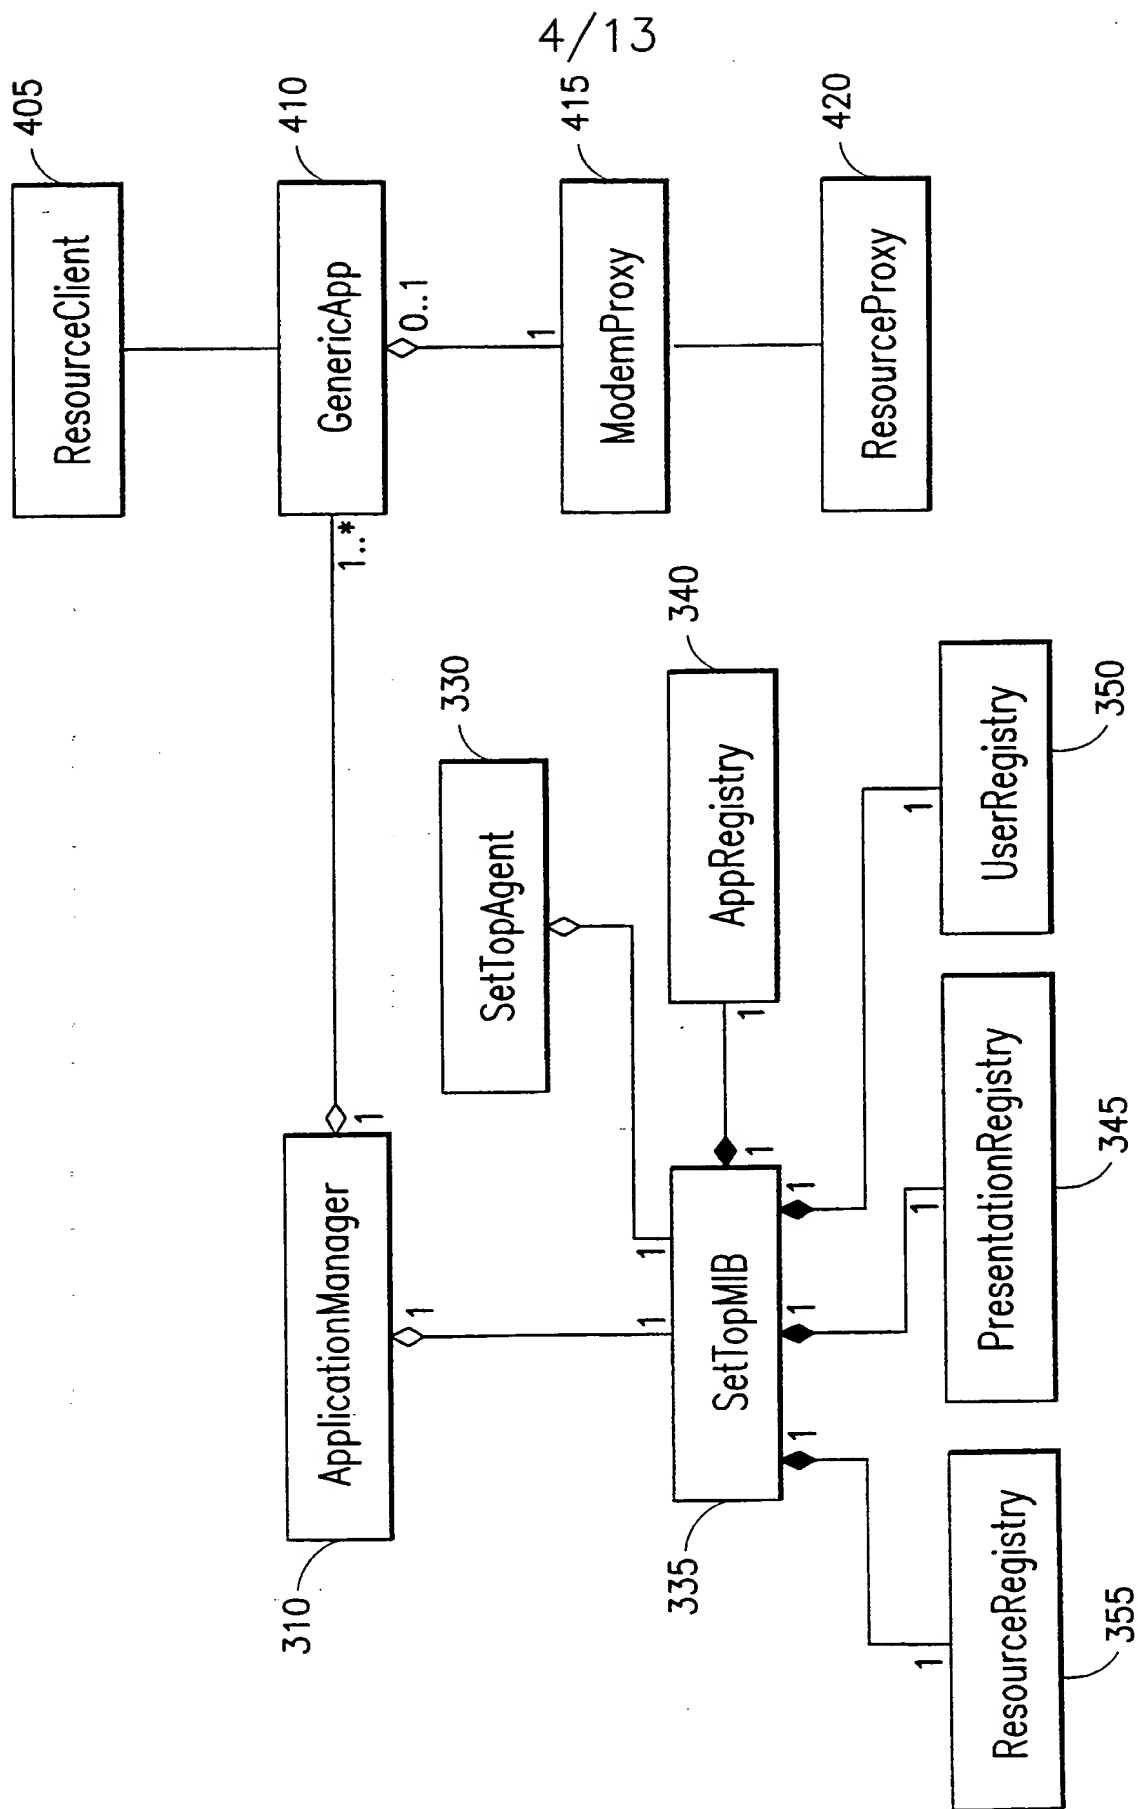 4/13
405
ResourceClient
410
GenericApp
0..1
1..*
415
1
ModemProxy
420
ResourceProxy
310
ApplicationManager
1
1
330
SetTopAgent
340
AppRegistry
1
335
SetTopMIB
1
1
1
1
1
1
350
UserRegistry
1
345
PresentationRegistry
1
355
ResourceRegistry
1